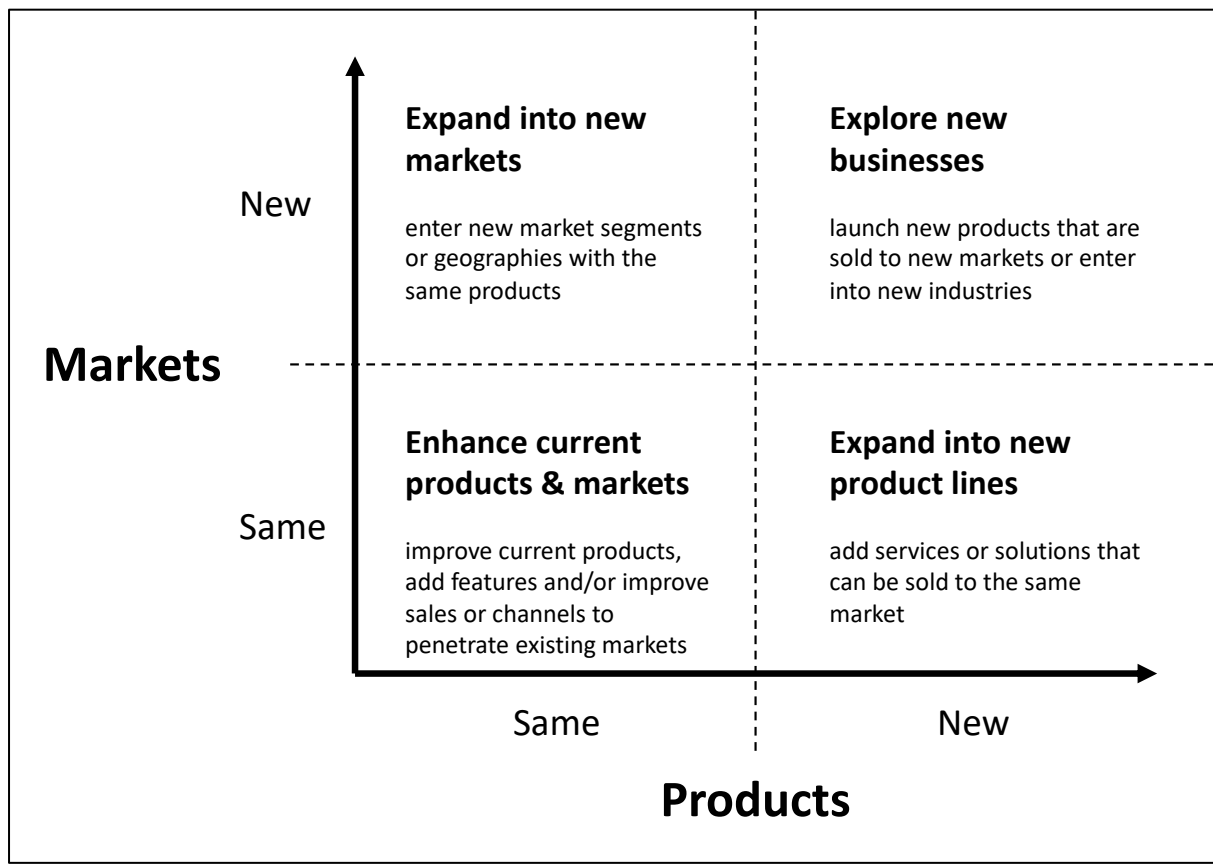 Expand into new
markets
enter new market segments
or geographies with the
same products
Explore new
businesses
launch new products that are
sold to new markets or enter
into new industries
New
Markets
Enhance current
products & markets
improve current products,
add features and/or improve
sales or channels to
penetrate existing markets
Expand into new
product lines
add services or solutions that
can be sold to the same
market
Same
Same
New
Products